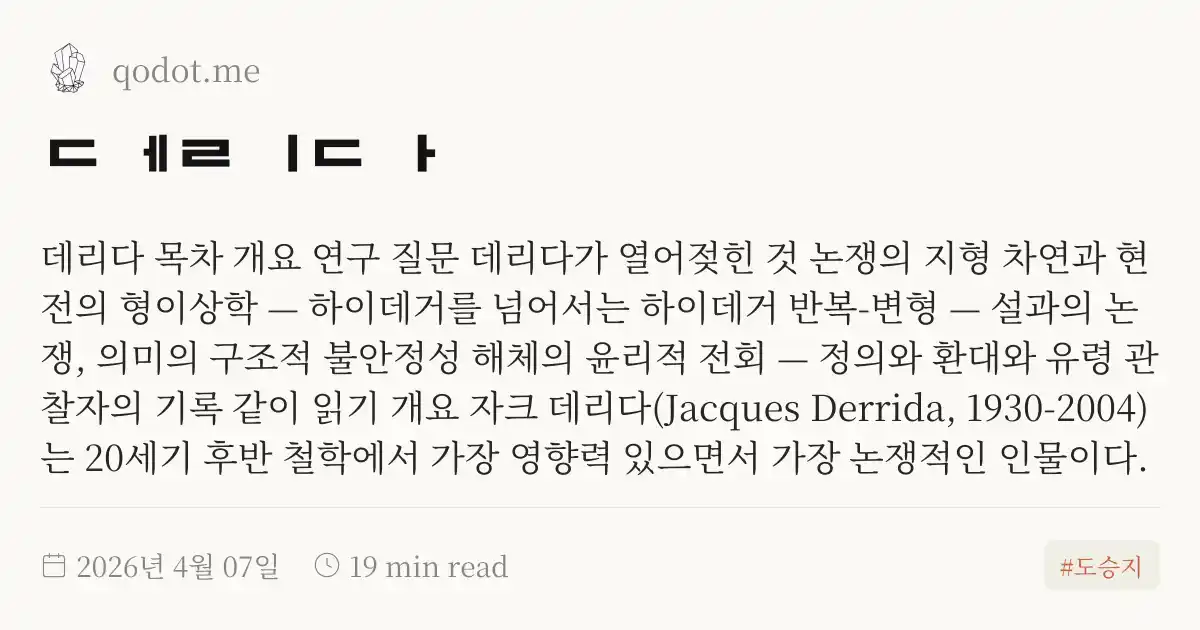 qodot.me
ㄷ ㅔㄹ ㅣㄷ ㅏ
데리다 목차 개요 연구 질문 데리다가 열어젖힌 것 논쟁의 지형 차연과 현
전의 형이상학 — 하이데거를 넘어서는 하이데거 반복-변형 — 설과의 논
쟁, 의미의 구조적 불안정성 해체의 윤리적 전회 — 정의와 환대와 유령 관
찰자의 기록 같이 읽기 개요 자크 데리다(Jacques Derrida, 1930-2004)
는 20세기 후반 철학에서 가장 영향력 있으면서 가장 논쟁적인 인물이다.
2026년 4월 07일 19 min read
#도승지